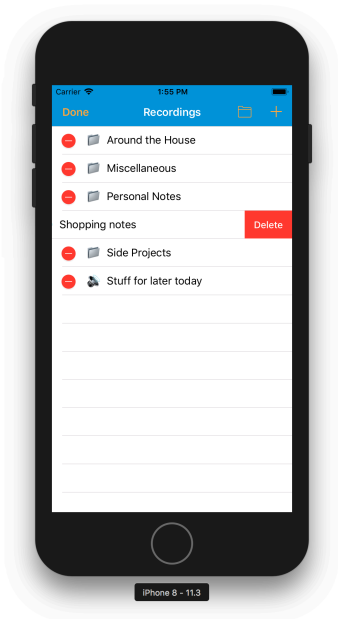 Carrier 1:55 PM
Done Recordings
Around the House
Miscellaneous
Personal Notes
Shopping notes Delete
Side Projects
Stuff for later today
iPhone 8 - 11.3